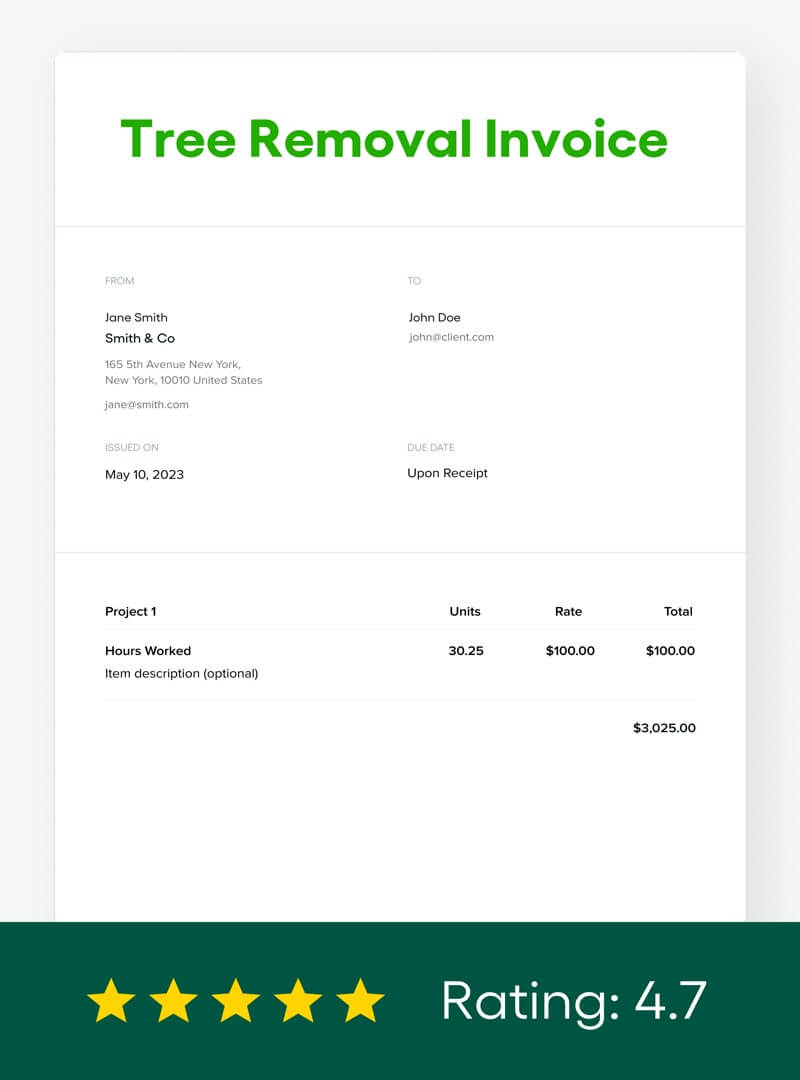 Tree Removal Invoice
FROM
TO
Jane Smith
John Doe
Smith & Co
john@client.com
165 5th Avenue New York,
New York, 10010 United States
jane@smith.com
ISSUED ON
DUE DATE
May 10, 2023
Upon Receipt
Project 1 Units Rate Total
Hours Worked 30.25 $100.00 $100.00
Item description (optional)
$3,025.00
Rating: 4.7